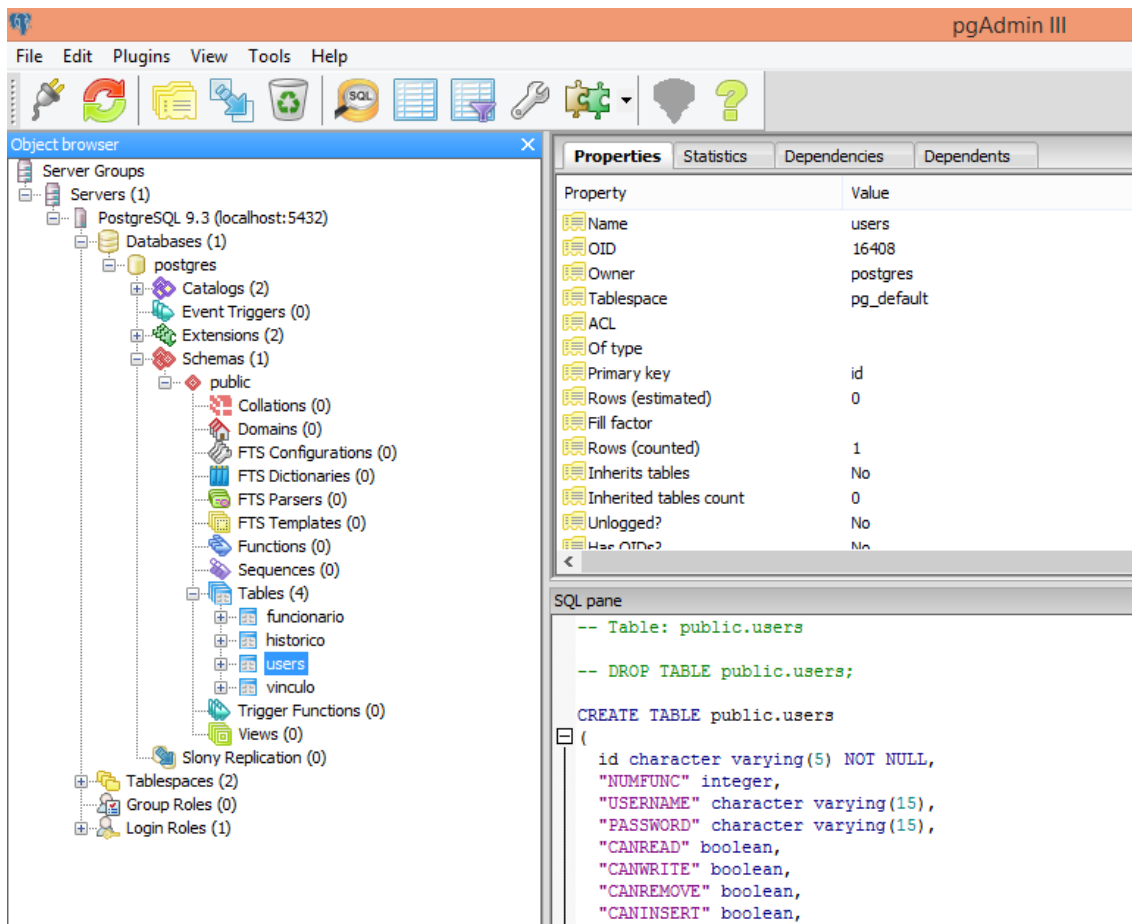 pgAdmin III
File Edit Plugins View Tools Help
SQL
Object browser
Server Groups
Servers (1)
PostgreSQL 9.3 (localhost:5432)
Databases (1)
postgres
Catalogs (2)
Event Triggers (0)
Extensions (2)
Schemas (1)
public
Collations (0)
Domains (0)
FTS Configurations (0)
FTS Dictionaries (0)
FTS Parsers (0)
FTS Templates (0)
Functions (0)
Sequences (0)
Tables (4)
funcionario
historico
users
vinculo
Trigger Functions (0)
Views (0)
Slony Replication (0)
Tablespaces (2)
Group Roles (0)
Login Roles (1)
Properties Statistics Dependencies Dependents
Property Value
Name users
OID 16408
Owner postgres
Tablespace pg_default
ACL
Of type
Primary key id
Rows (estimated) 0
Fill factor
Rows (counted) 1
Inherits tables No
Inherited tables count 0
Unlogged? No
Has OIDs? No
SQL pane
-- Table: public.users
-- DROP TABLE public.users;
CREATE TABLE public.users
(
id character varying(5) NOT NULL,
"NUMFUNC" integer,
"USERNAME" character varying(15),
"PASSWORD" character varying(15),
"CANREAD" boolean,
"CANWRITE" boolean,
"CANREMOVE" boolean,
"CANINSERT" boolean,